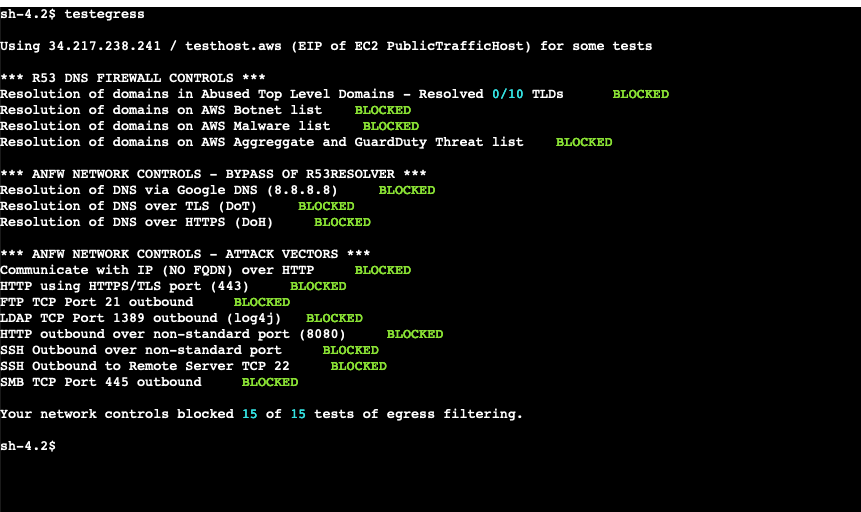 sh-4.2$ testegress
Using 34.217.238.241 / testhost.aws (EIP of EC2 PublicTrafficHost) for some tests
*** R53 DNS FIREWALL CONTROLS ***
Resolution of domains in Abused Top Level Domains - Resolved 0/10 TLDs BLOCKED
Resolution of domains on AWS Botnet list BLOCKED
Resolution of domains on AWS Malware list BLOCKED
Resolution of domains on AWS Aggreggate and GuardDuty Threat list BLOCKED
*** ANFW NETWORK CONTROLS - BYPASS OF R53RESOLVER ***
Resolution of DNS via Google DNS (8.8.8.8) BLOCKED
Resolution of DNS over TLS (DoT) BLOCKED
Resolution of DNS over HTTPS (DoH) BLOCKED
*** ANFW NETWORK CONTROLS - ATTACK VECTORS ***
Communicate with IP (NO FQDN) over HTTP BLOCKED
HTTP using HTTPS/TLS port (443) BLOCKED
FTP TCP Port 21 outbound BLOCKED
LDAP TCP Port 1389 outbound (log4j) BLOCKED
HTTP outbound over non-standard port (8080) BLOCKED
SSH Outbound over non-standard port BLOCKED
SSH Outbound to Remote Server TCP 22 BLOCKED
SMB TCP Port 445 outbound BLOCKED
Your network controls blocked 15 of 15 tests of egress filtering.
sh-4.2$